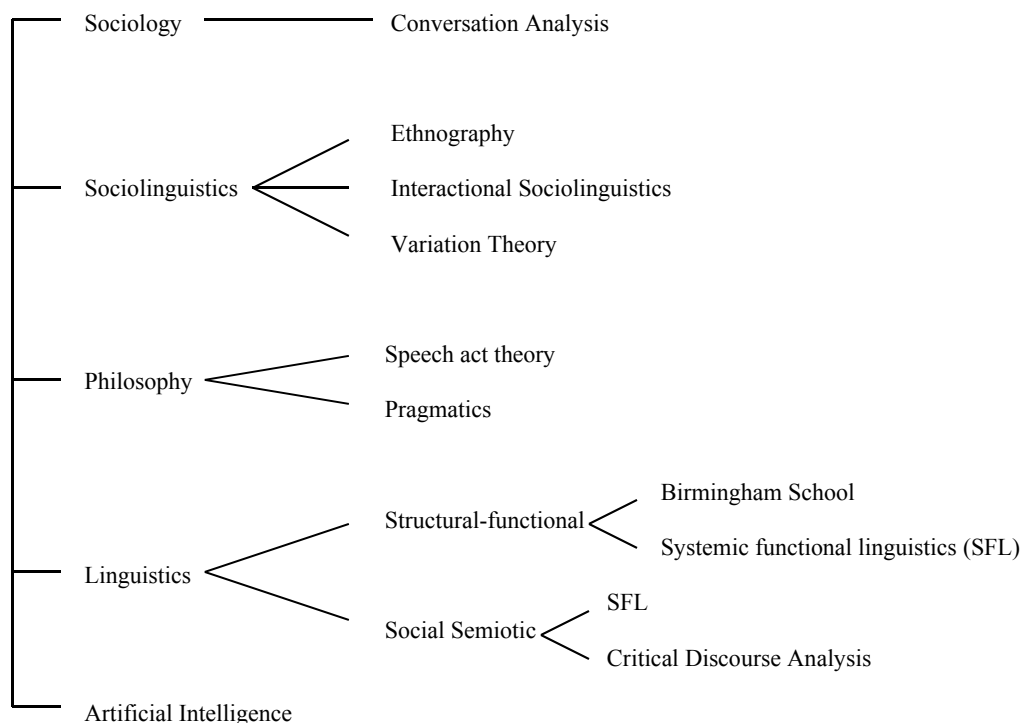 Sociology
Conversation Analysis
Sociolinguistics
Ethnography
Interactional Sociolinguistics
Variation Theory
Philosophy
Speech act theory
Pragmatics
Linguistics
Structural-functional
Birmingham School
Systemic functional linguistics (SFL)
Social Semiotic
SFL
Critical Discourse Analysis
Artificial Intelligence